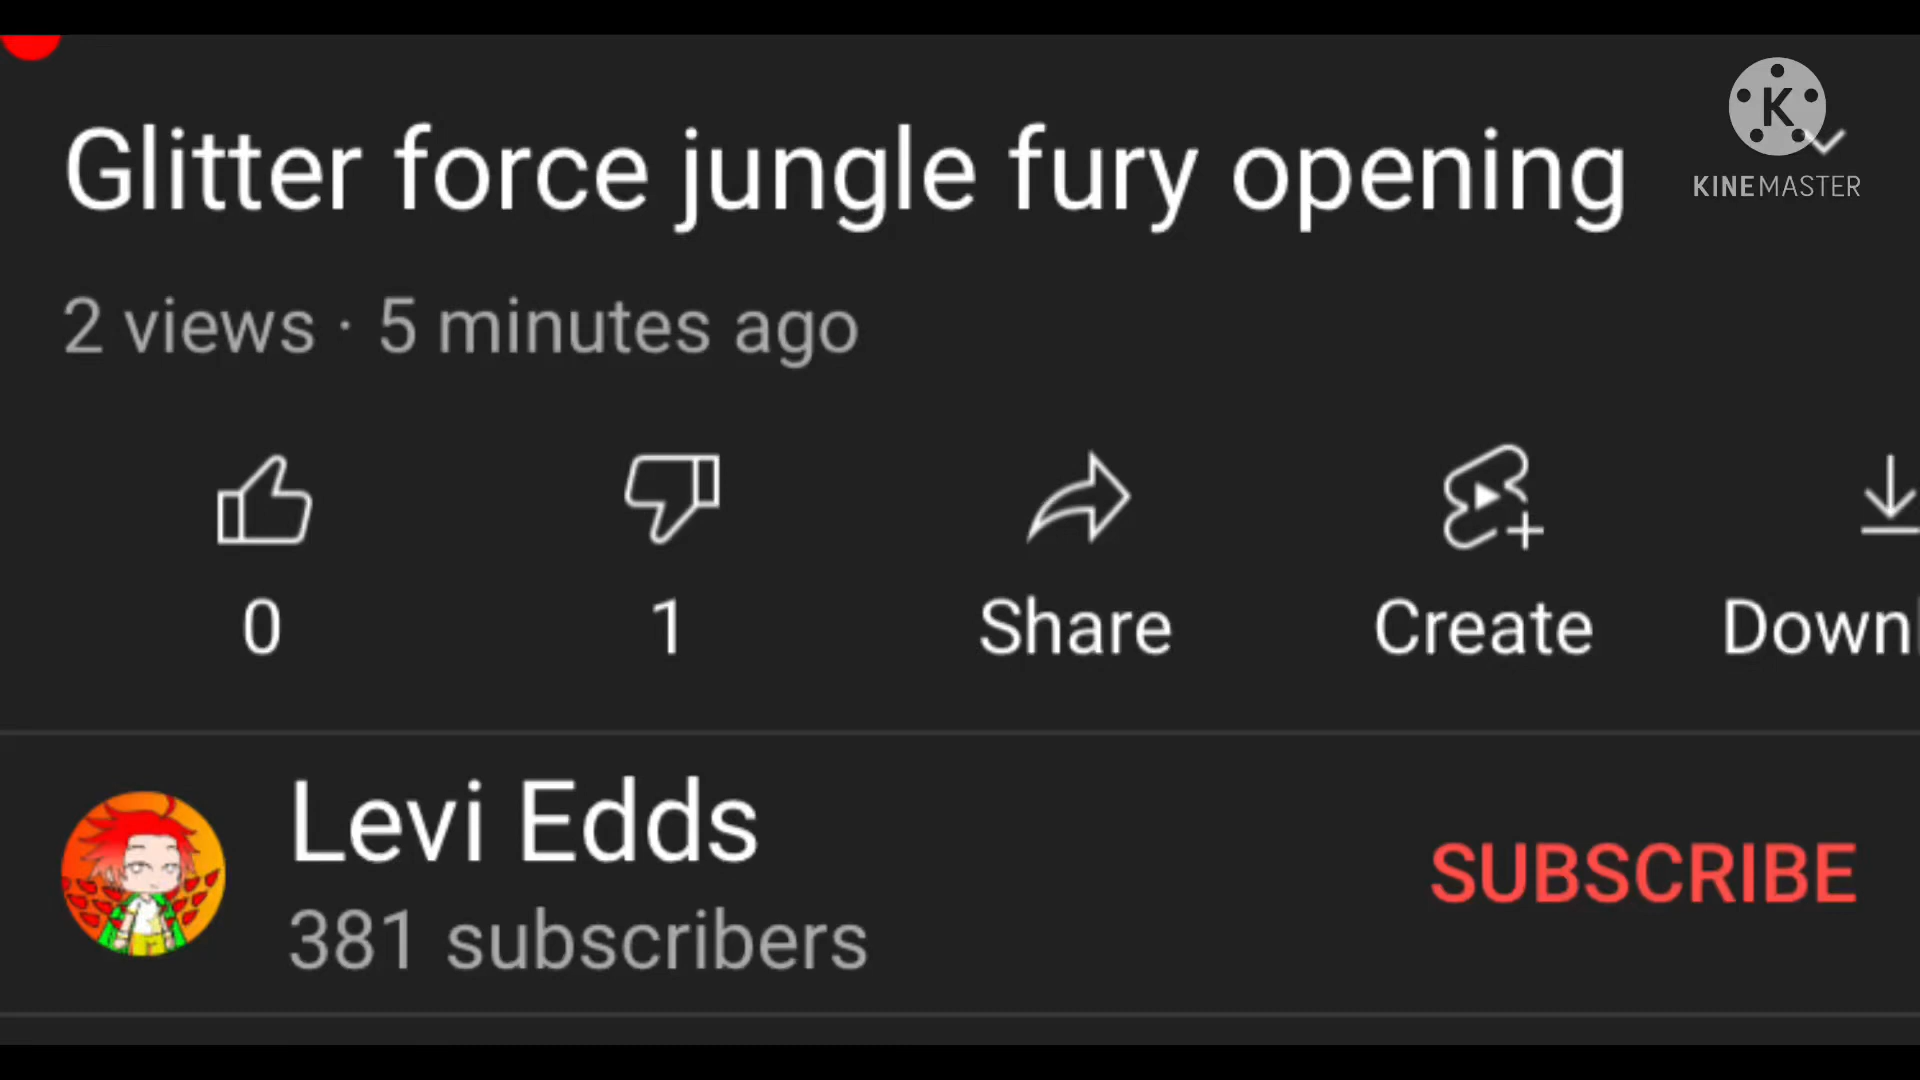 Glitter force jungle fury opening
K
KINEMASTER
2 views · 5 minutes ago
0
1
Share
Create
Downl
Levi Edds
381 subscribers
SUBSCRIBE